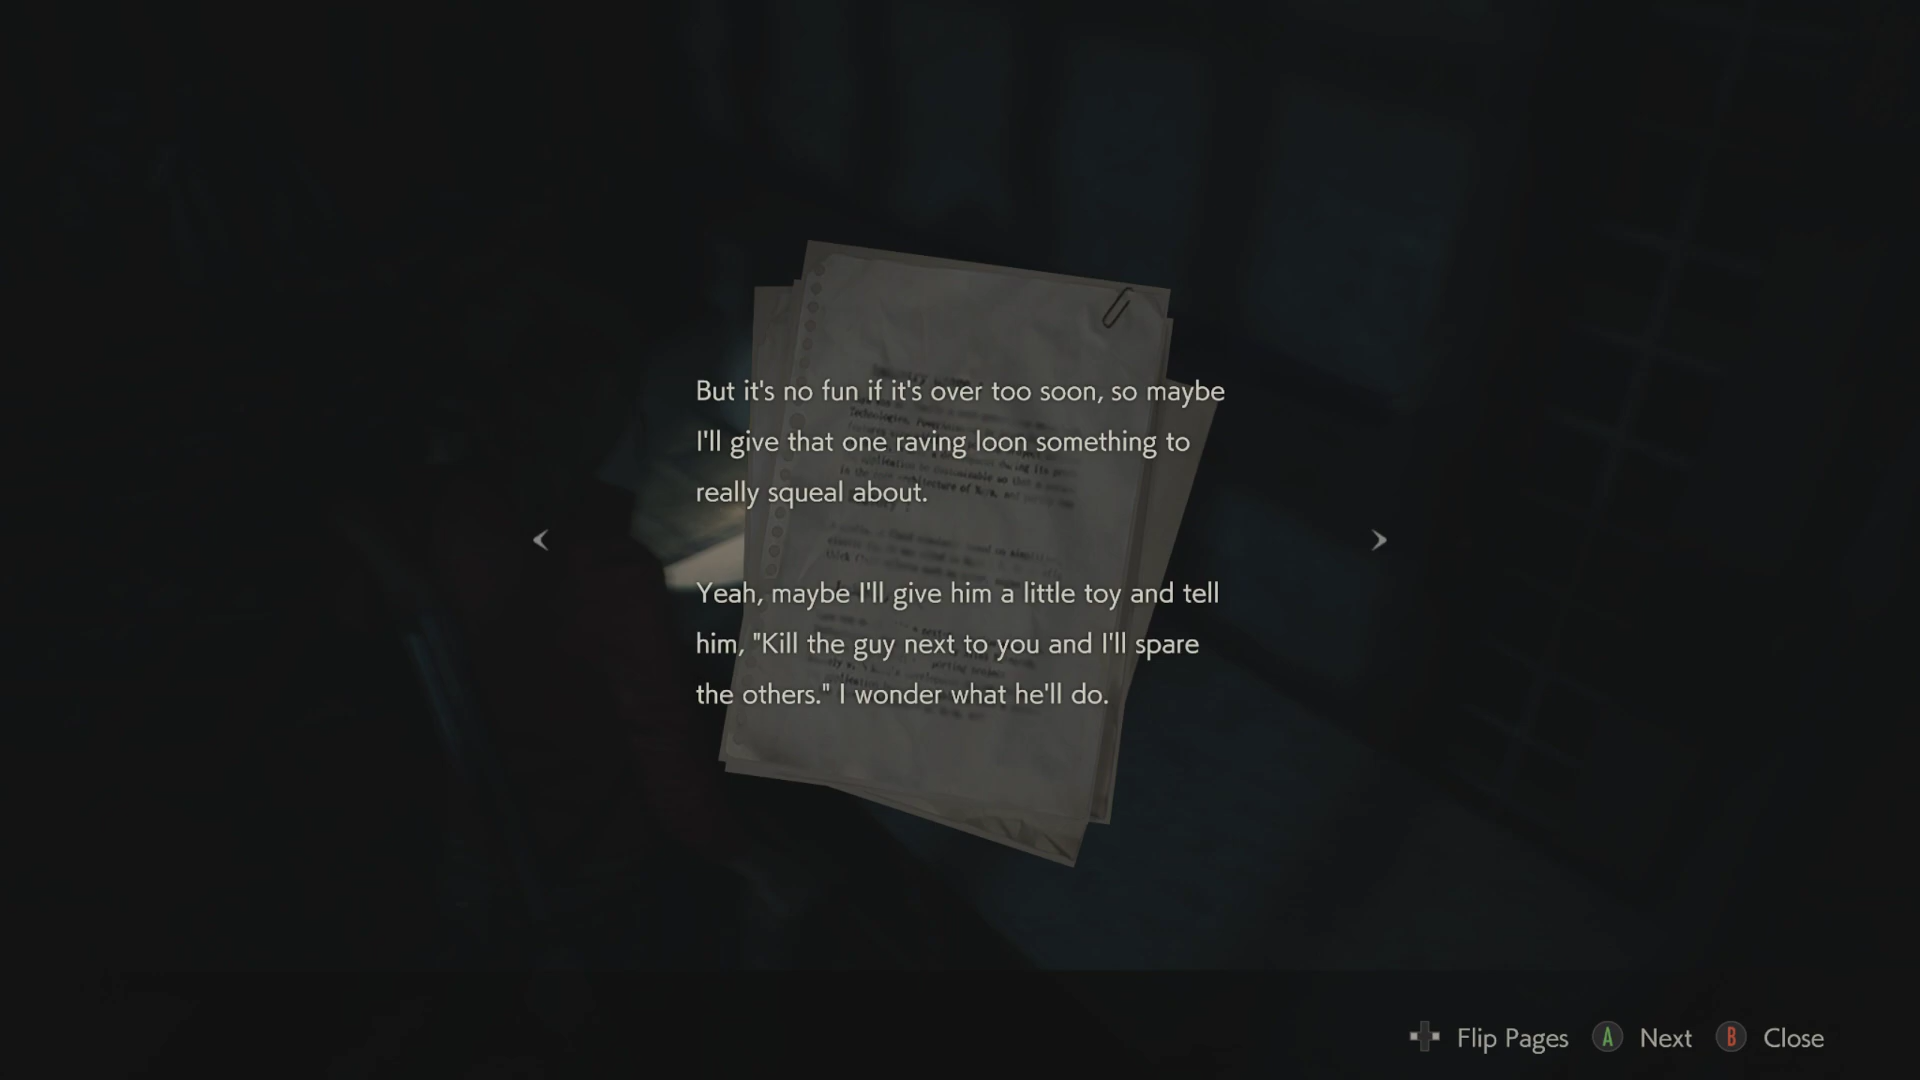 But it's no fun if it's over too soon, so maybe
I'll give that one raving loon something to
really squeal about.
Yeah, maybe I'll give him a little toy and tell
him, "Kill the guy next to you and I'll spare
the others." I wonder what he'll do.
Flip Pages A Next B Close